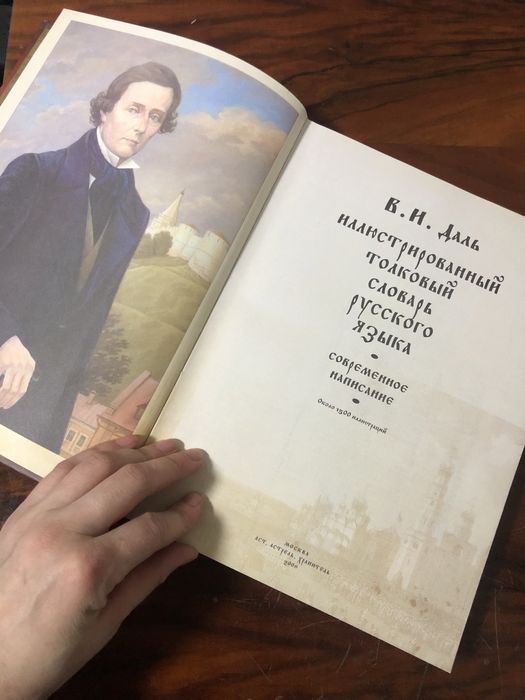 В. И. Даль
иллюстрированный
толковый
словарь
русского
языка
современное
написание
Около 1500 иллюстраций
Москва
АСТ, Астрель, Хранитель